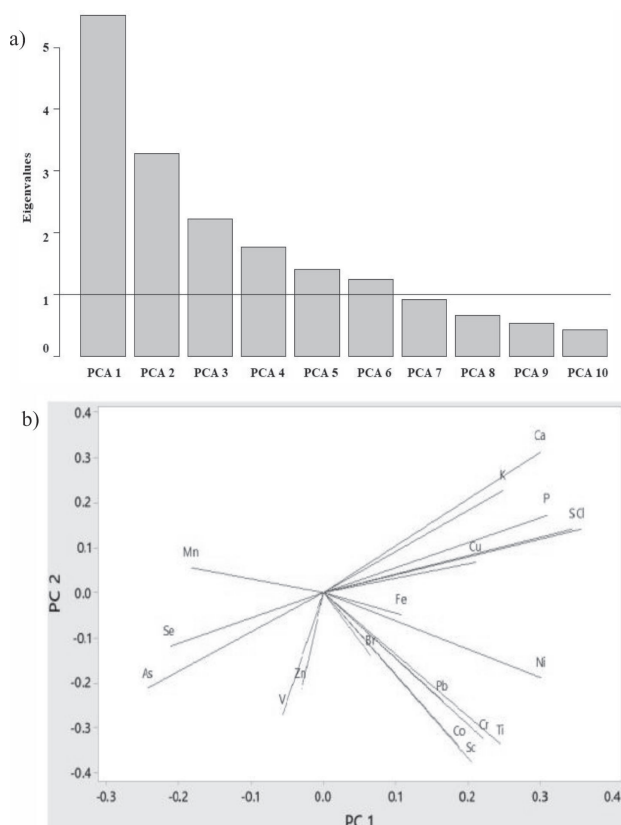 a)
5
4
3
2
1
0
Eigenvalues
PCA 1 PCA 2 PCA 3 PCA 4 PCA 5 PCA 6 PCA 7 PCA 8 PCA 9 PCA 10
b)
0.4
0.3
0.2
0.1
0.0
-0.1
-0.2
-0.3
-0.4
PC 2
Ca
K
P
S Cl
Cu
Mn
Fe
Se
Br
As
Zn
Ni
V
Pb
Co
Cr
Ti
Sc
-0.3 -0.2 -0.1 0.0 0.1 0.2 0.3 0.4
PC 1